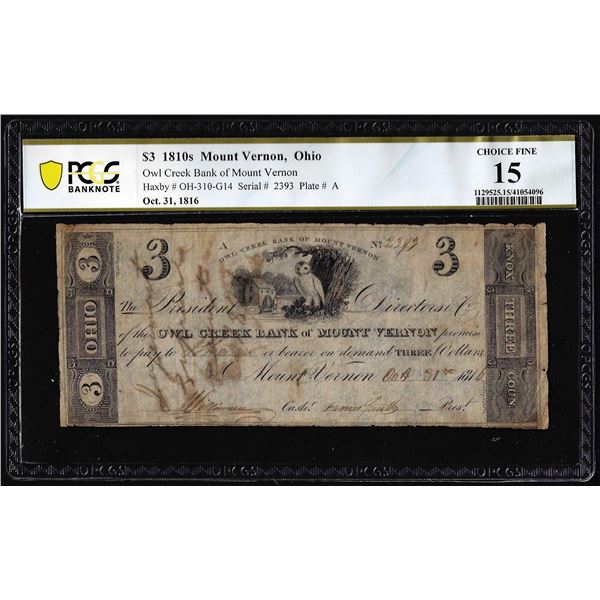 PCGS
BANKNOTE
$3 1810s Mount Vernon, Ohio
Owl Creek Bank of Mount Vernon
Haxby # OH-310-G14 Serial # 2393 Plate # A
Oct. 31, 1816
CHOICE FINE
15
1129525.15/41054096
A
OWL CREEK BANK OF MOUNT VERNON
No. 2393
3
3
3
OHIO
3
KNOX
THREE
COUN.
The President Directors & Co
of the OWL CREEK BANK of MOUNT VERNON promise
to pay to or bearer on demand THREE Dollars
Mount Vernon Oct 31st 1816
Cashr. Prest.